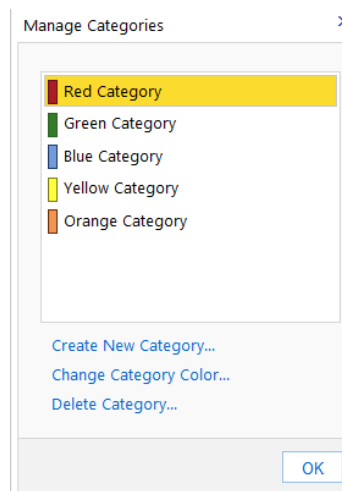 Manage Categories
Red Category
Green Category
Blue Category
Yellow Category
Orange Category
Create New Category...
Change Category Color...
Delete Category...
OK